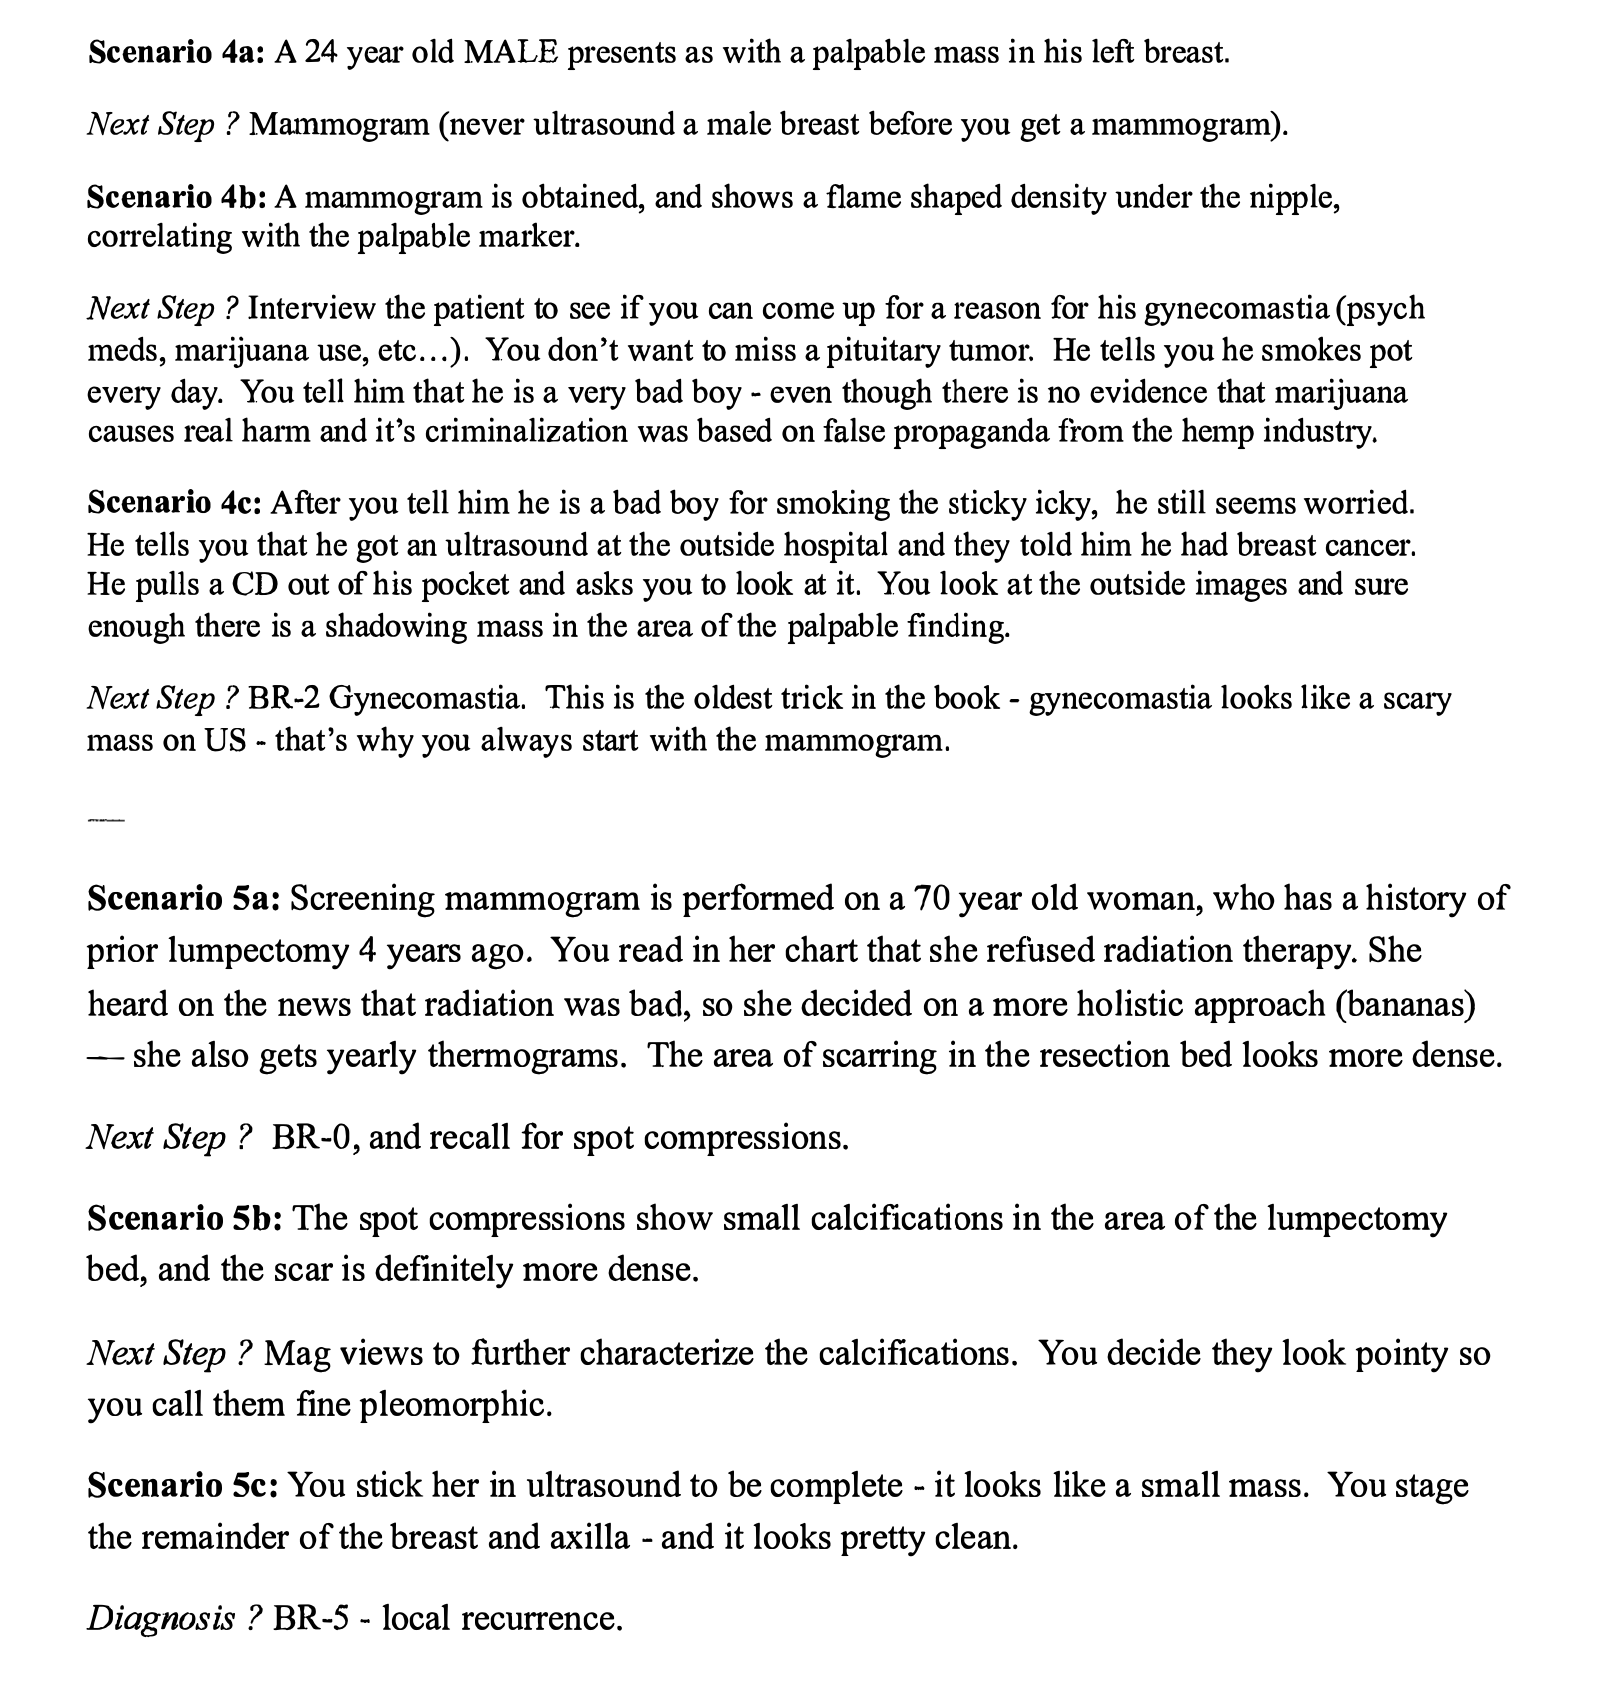 Scenario 4a: A 24 year old MALE presents as with a palpable mass in his left breast.
Next Step ? Mammogram (never ultrasound a male breast before you get a mammogram).
Scenario 4b: A mammogram is obtained, and shows a flame shaped density under the nipple,
correlating with the palpable marker.
Next Step ? Interview the patient to see if you can come up for a reason for his gynecomastia (psych
meds, marijuana use, etc…). You don’t want to miss a pituitary tumor. He tells you he smokes pot
every day. You tell him that he is a very bad boy - even though there is no evidence that marijuana
causes real harm and it’s criminalization was based on false propaganda from the hemp industry.
Scenario 4c: After you tell him he is a bad boy for smoking the sticky icky, he still seems worried.
He tells you that he got an ultrasound at the outside hospital and they told him he had breast cancer.
He pulls a CD out of his pocket and asks you to look at it. You look at the outside images and sure
enough there is a shadowing mass in the area of the palpable finding.
Next Step ? BR-2 Gynecomastia. This is the oldest trick in the book - gynecomastia looks like a scary
mass on US - that’s why you always start with the mammogram.
—
Scenario 5a: Screening mammogram is performed on a 70 year old woman, who has a history of
prior lumpectomy 4 years ago. You read in her chart that she refused radiation therapy. She
heard on the news that radiation was bad, so she decided on a more holistic approach (bananas)
— she also gets yearly thermograms. The area of scarring in the resection bed looks more dense.
Next Step ? BR-0, and recall for spot compressions.
Scenario 5b: The spot compressions show small calcifications in the area of the lumpectomy
bed, and the scar is definitely more dense.
Next Step ? Mag views to further characterize the calcifications. You decide they look pointy so
you call them fine pleomorphic.
Scenario 5c: You stick her in ultrasound to be complete - it looks like a small mass. You stage
the remainder of the breast and axilla - and it looks pretty clean.
Diagnosis ? BR-5 - local recurrence.